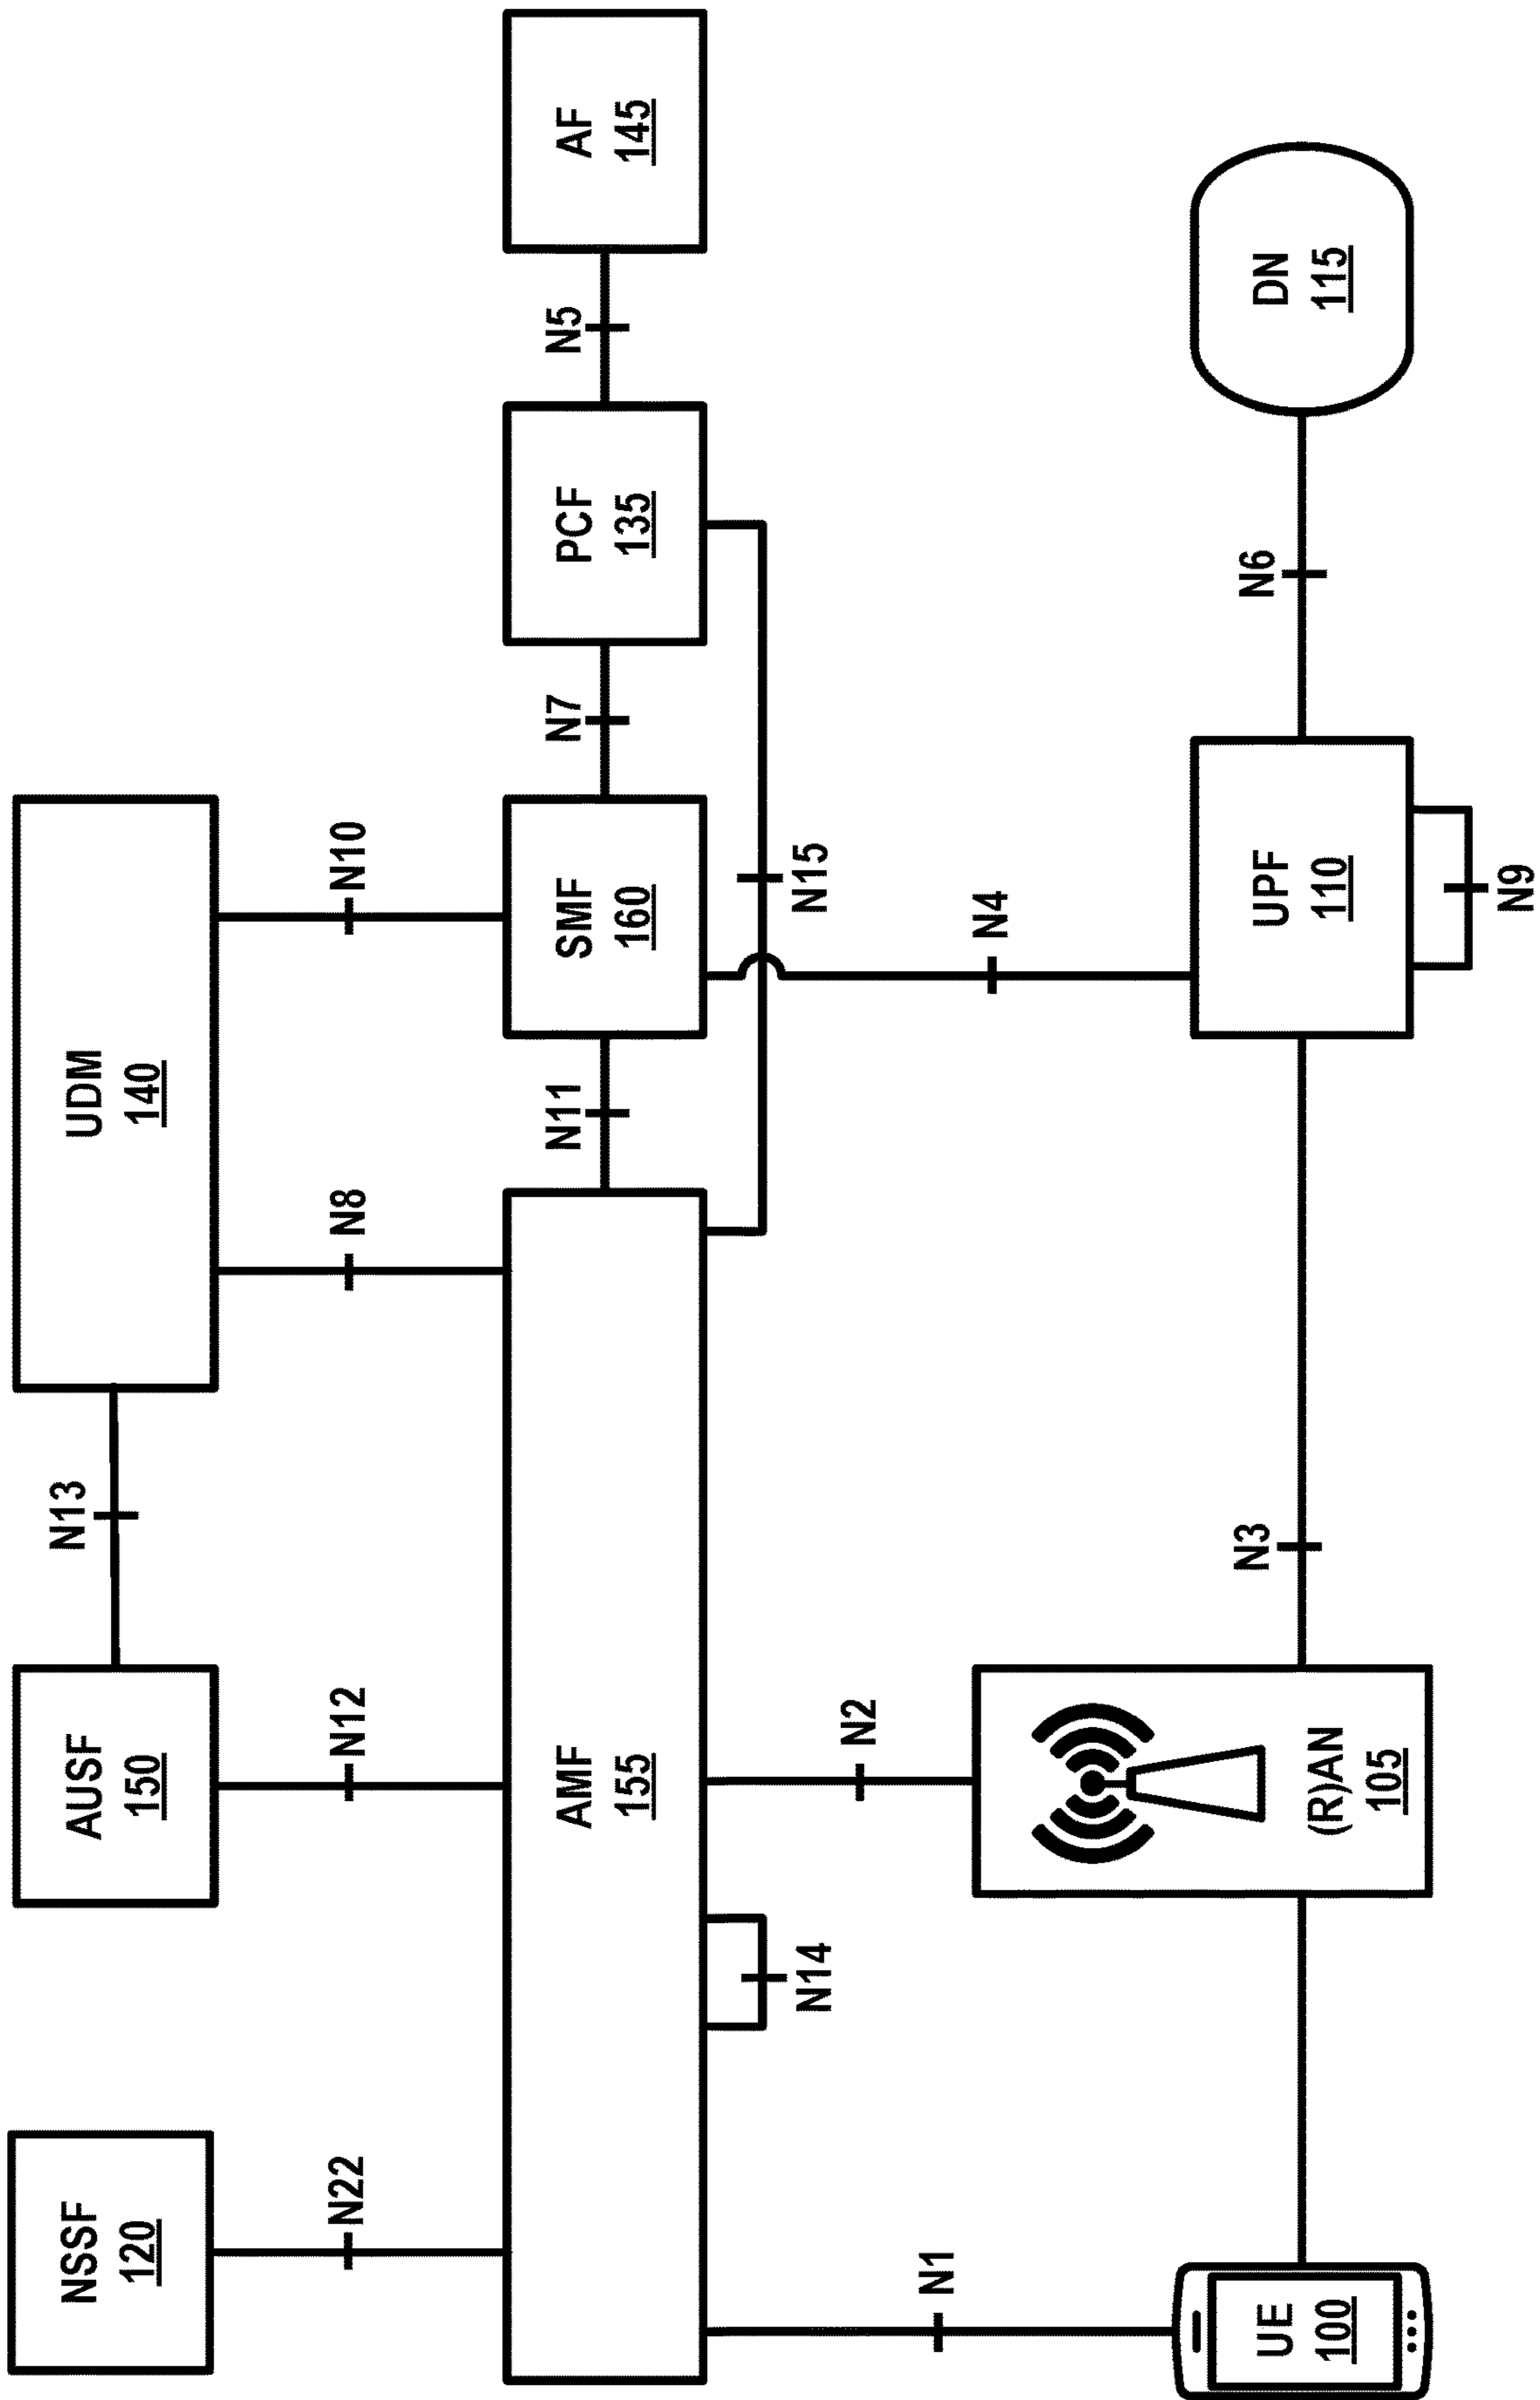 NSSF
120
AUSF
150
N13
UDM
140
N22
N12
N8
N10
AMF
155
N11
SMF
160
N7
PCF
135
N5
AF
145
N14
N15
N1
N2
N4
UE
100
(R)AN
105
N3
UPF
110
N6
DN
115
N9